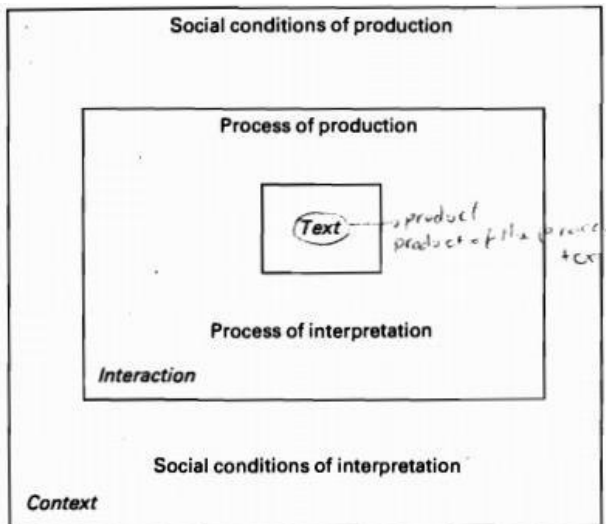 Social conditions of production
Process of production
Text product
product of the
Process of interpretation
Interaction
Social conditions of interpretation
Context